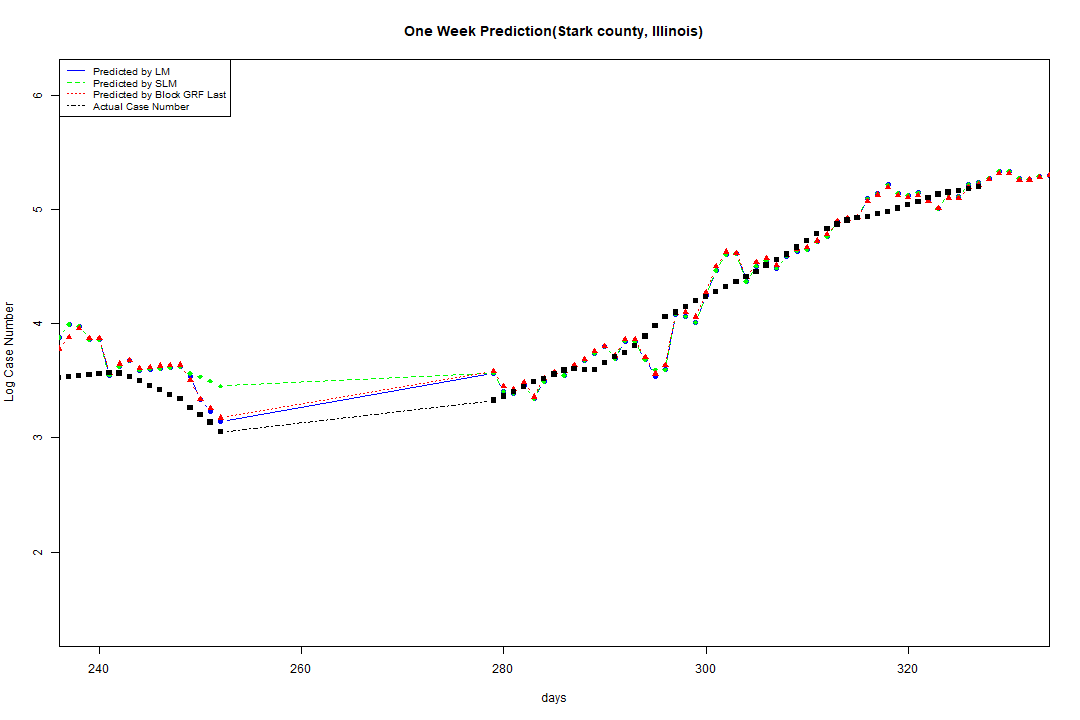 One Week Prediction(Stark county, Illinois)
Predicted by LM
Predicted by SLM
Predicted by Block GRF Last
Actual Case Number
6
5
4
3
2
Log Case Number
240 260 280 300 320
days